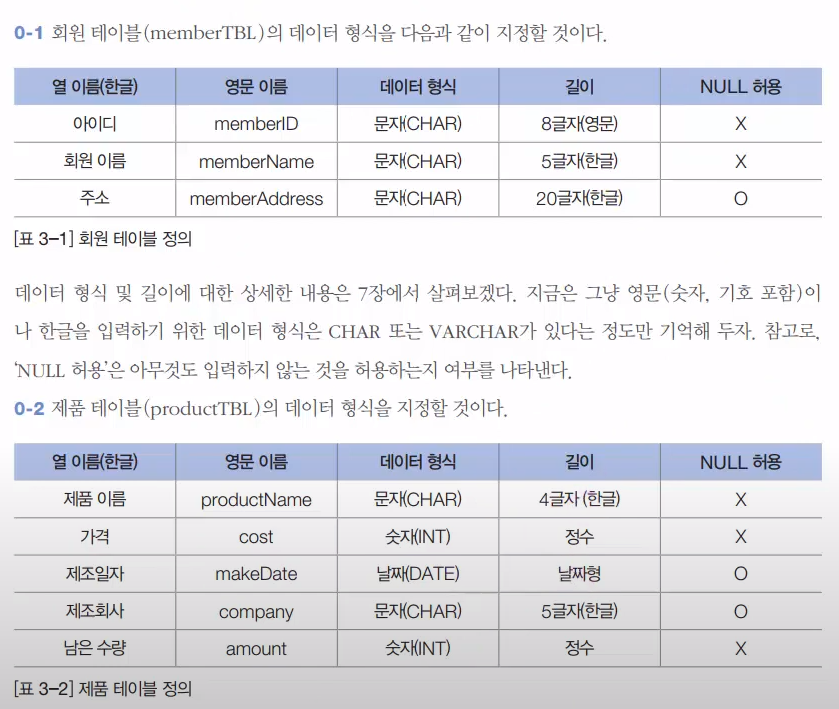 0-1 회원 테이블(memberTBL)의 데이터 형식을 다음과 같이 지정할 것이다.
열 이름(한글) 영문 이름 데이터 형식 길이 NULL 허용
아이디 memberID 문자(CHAR) 8글자(영문) X
회원 이름 memberName 문자(CHAR) 5글자(한글) X
주소 memberAddress 문자(CHAR) 20글자(한글) O
[표 3-1] 회원 테이블 정의
데이터 형식 및 길이에 대한 상세한 내용은 7장에서 살펴보겠다. 지금은 그냥 영문(숫자, 기호 포함)이
나 한글을 입력하기 위한 데이터 형식은 CHAR 또는 VARCHAR가 있다는 정도만 기억해 두자. 참고로,
‘NULL 허용’은 아무것도 입력하지 않는 것을 허용하는지 여부를 나타낸다.
0-2 제품 테이블(productTBL)의 데이터 형식을 지정할 것이다.
열 이름(한글) 영문 이름 데이터 형식 길이 NULL 허용
제품 이름 productName 문자(CHAR) 4글자 (한글) X
가격 cost 숫자(INT) 정수 X
제조일자 makeDate 날짜(DATE) 날짜형 O
제조회사 company 문자(CHAR) 5글자(한글) O
남은 수량 amount 숫자(INT) 정수 X
[표 3-2] 제품 테이블 정의